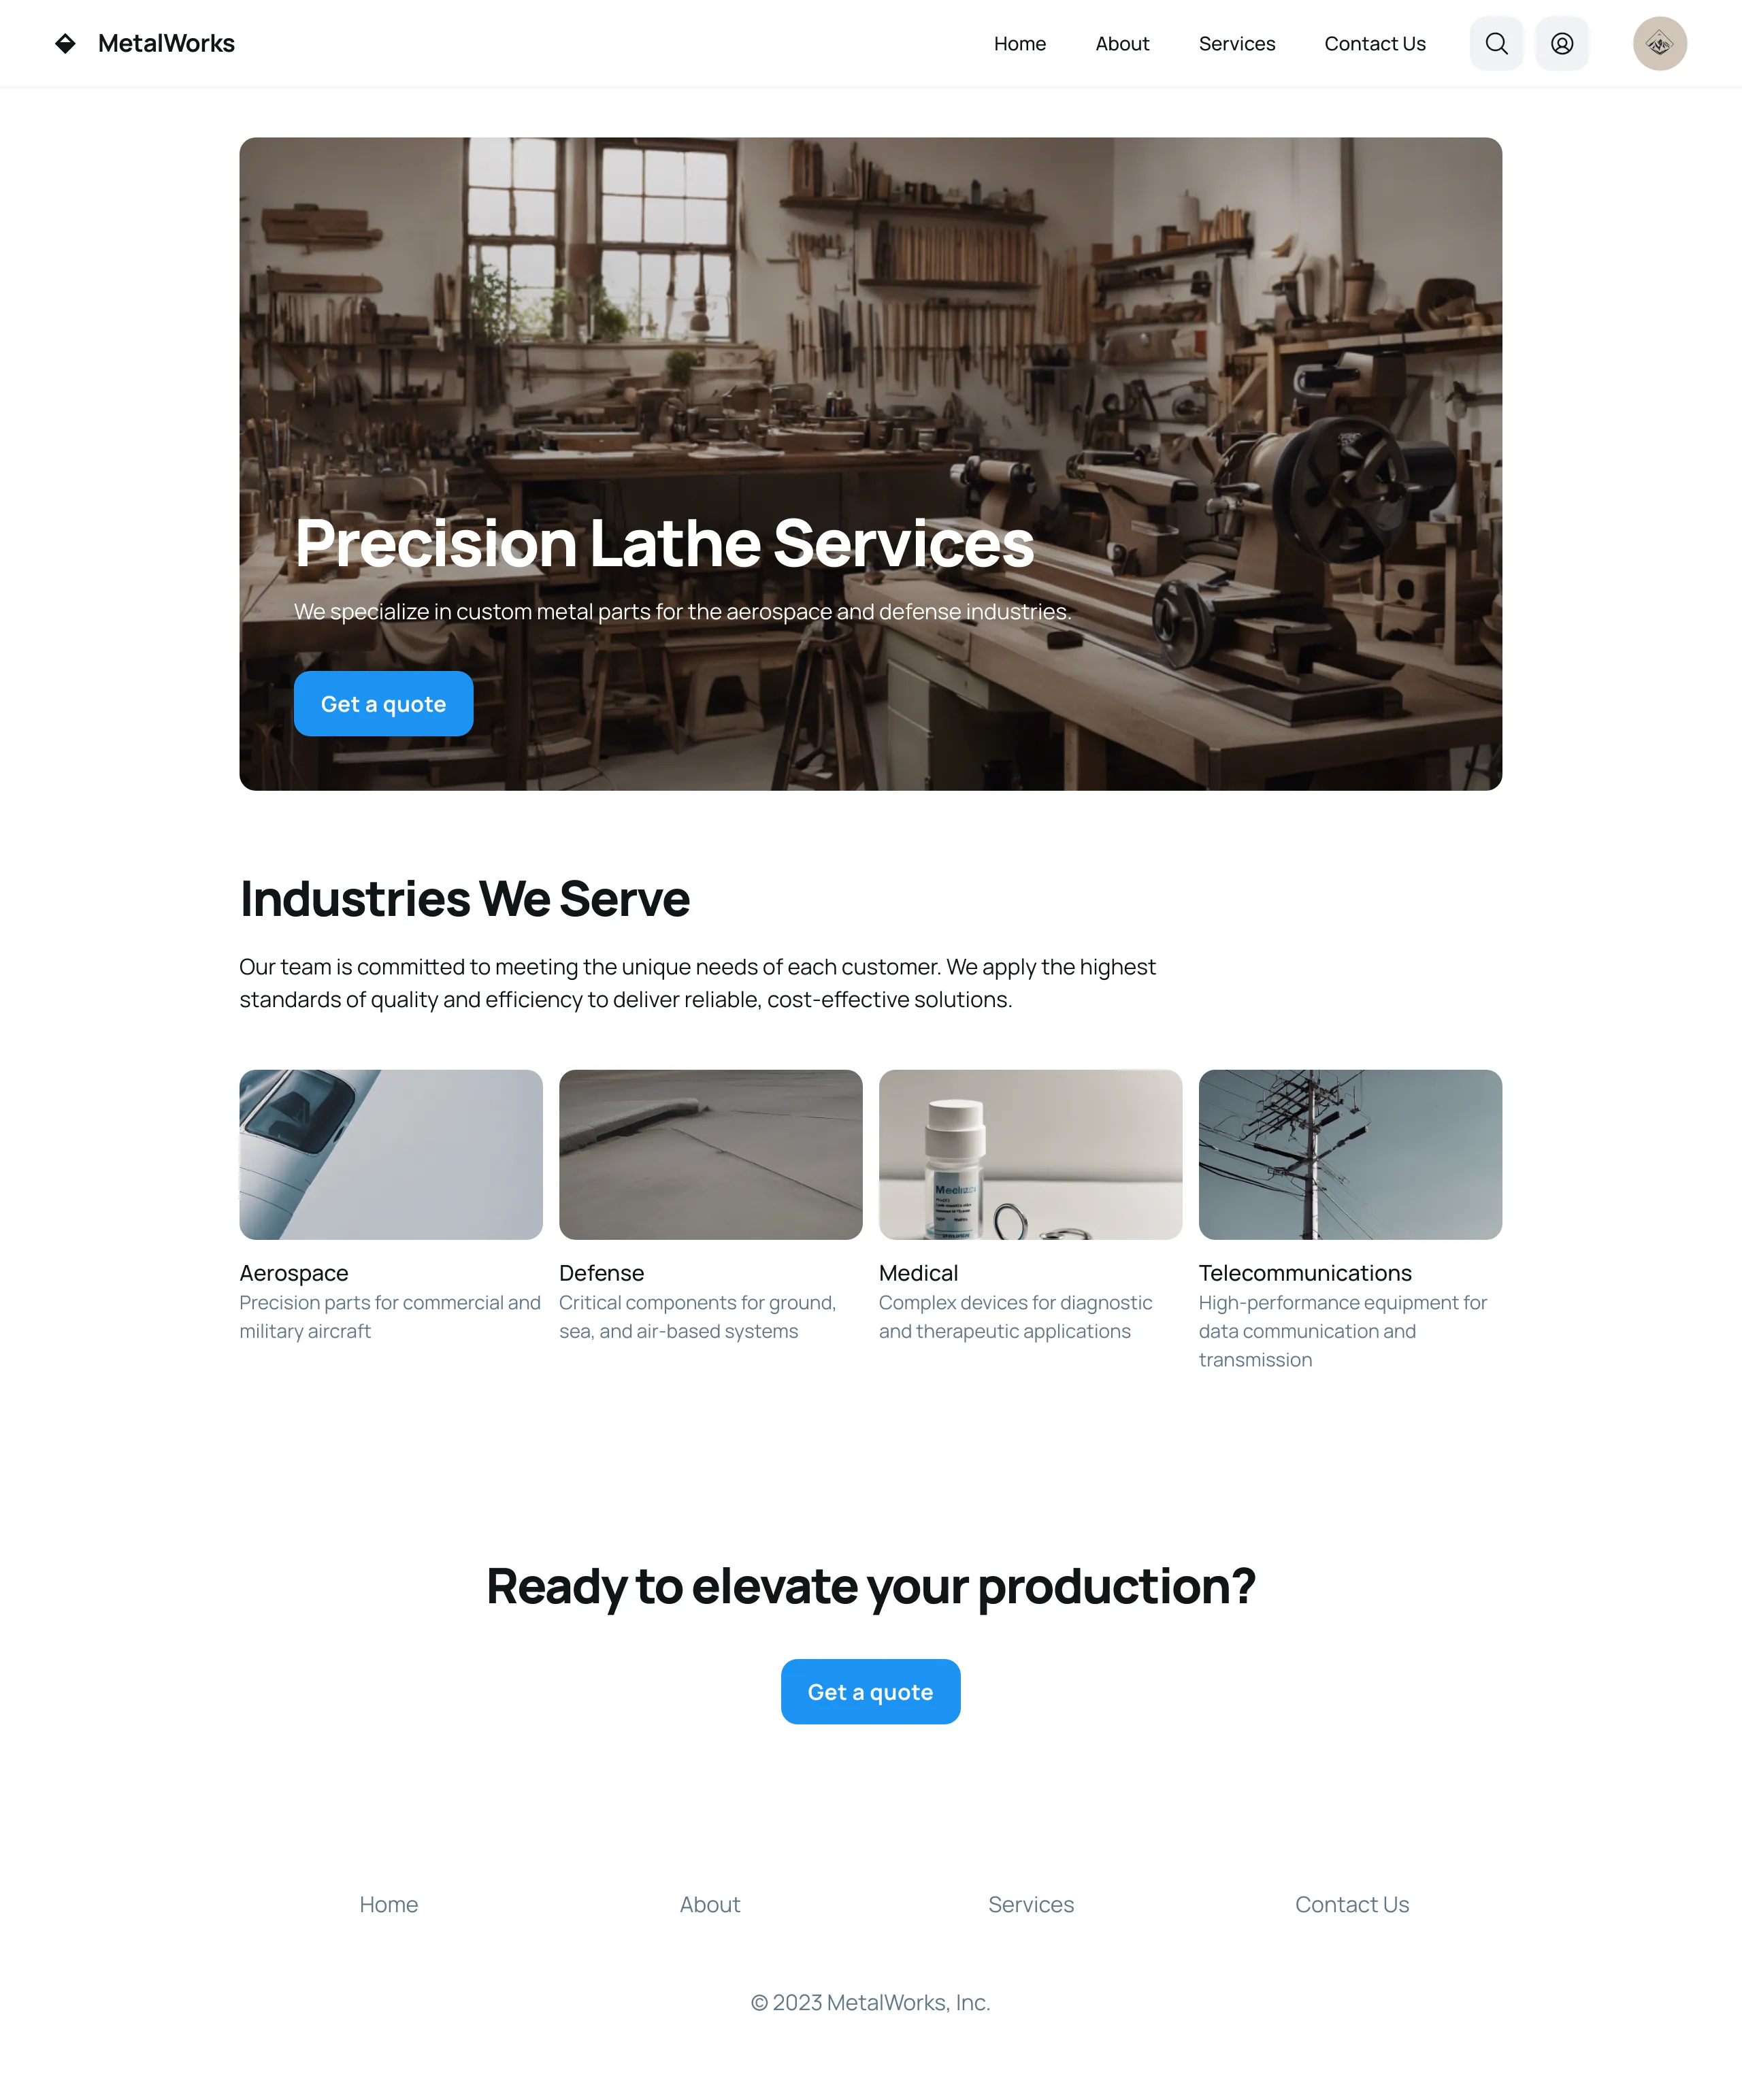 MetalWorks
Home
About
Services
Contact Us
Precision Lathe Services
We specialize in custom metal parts for the aerospace and defense industries.
Get a quote
Industries We Serve
Our team is committed to meeting the unique needs of each customer. We apply the highest
standards of quality and efficiency to deliver reliable, cost-effective solutions.
Aerospace
Precision parts for commercial and
military aircraft
Defense
Critical components for ground,
sea, and air-based systems
Medical
Complex devices for diagnostic
and therapeutic applications
Telecommunications
High-performance equipment for
data communication and
transmission
Ready to elevate your production?
Get a quote
Home
About
Services
Contact Us
© 2023 MetalWorks, Inc.